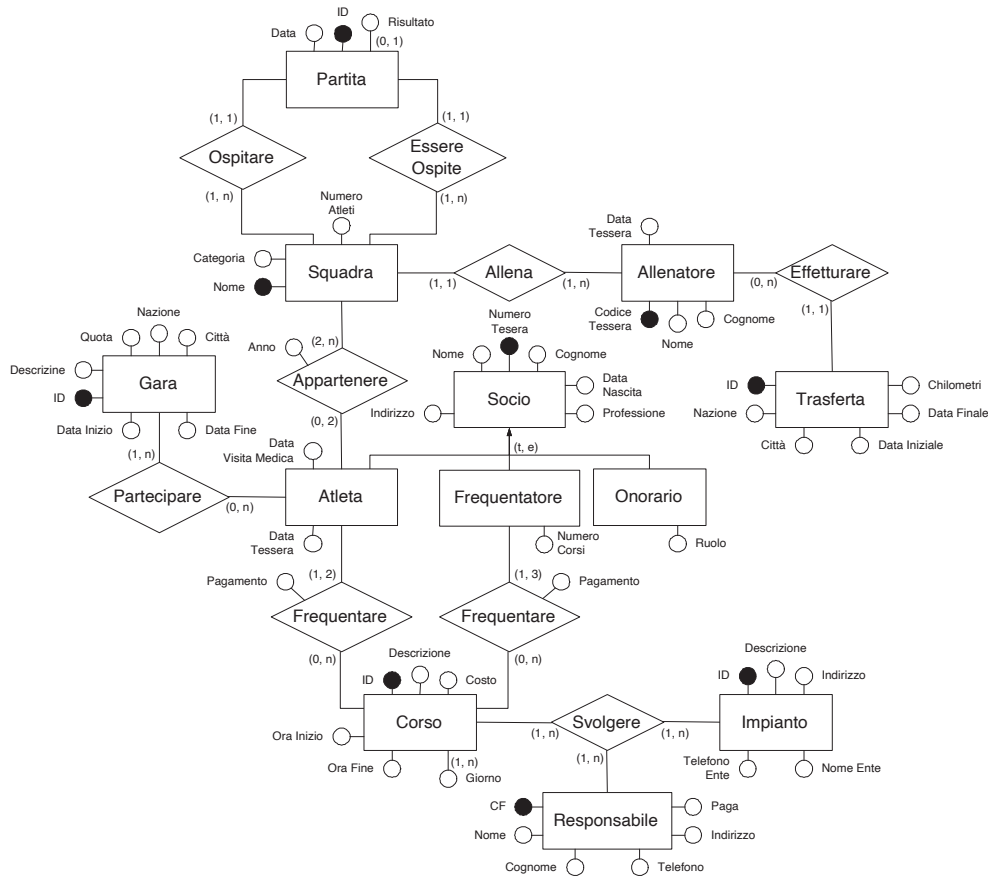 ID
Data
Risultato
(0, 1)
Partita
(1, 1)
(1, 1)
Ospitare
Essere
Ospite
(1, n)
(1, n)
Numero
Atleti
Categoria
Nome
Squadra
(1, 1)
Allena
(1, n)
Data
Tessera
Allenatore
Codice
Tessera
Nome
Cognome
(0, n)
Effetturare
(1, 1)
Nazione
Quota
Città
Descrizine
ID
Gara
Data Inizio
Data Fine
(1, n)
Partecipare
(0, n)
(2, n)
Anno
Appartenere
(0, 2)
Numero
Tesera
Nome
Cognome
Data
Nascita
Indirizzo
Professione
Socio
(t, e)
ID
Nazione
Città
Trasferta
Chilometri
Data Finale
Data Iniziale
Data
Visita Medica
Atleta
Data
Tessera
Frequentatore
Numero
Corsi
Onorario
Ruolo
(1, 2)
Pagamento
Frequentare
(0, n)
(1, 3)
Pagamento
Frequentare
(0, n)
Descrizione
ID
Costo
Corso
Ora Inizio
Ora Fine
(1, n)
Giorno
(1, n)
Svolgere
(1, n)
(1, n)
Descrizione
ID
Indirizzo
Impianto
Telefono
Ente
Nome Ente
CF
Nome
Cognome
Responsabile
Paga
Indirizzo
Telefono